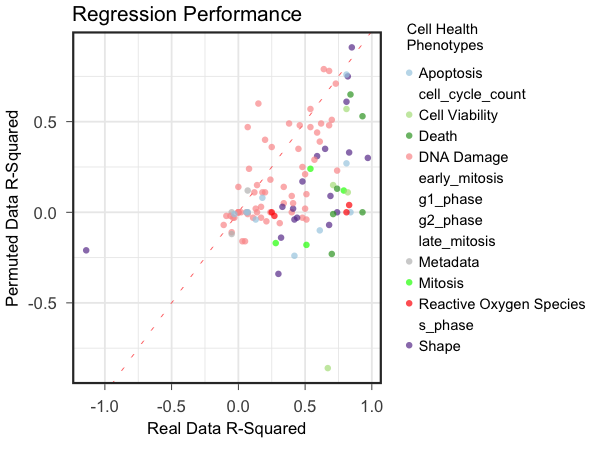 Regression Performance
Cell Health
Phenotypes
Apoptosis
cell_cycle_count
Cell Viability
Death
DNA Damage
early_mitosis
g1_phase
g2_phase
late_mitosis
Metadata
Mitosis
Reactive Oxygen Species
s_phase
Shape
Permuted Data R-Squared
0.5
0.0
-0.5
-1.0
-0.5
0.0
0.5
1.0
Real Data R-Squared